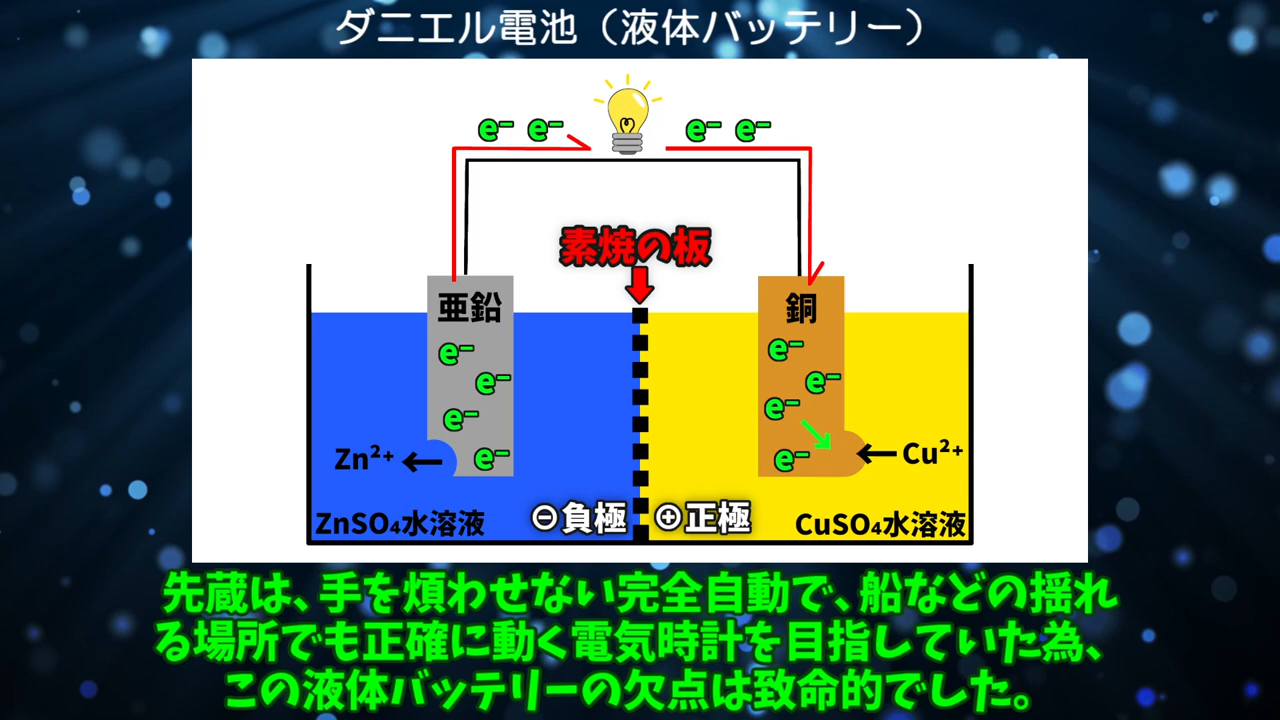 ダニエル電池（液体バッテリー）
e⁻ e⁻ e⁻ e⁻
素焼の板
亜鉛
銅
e⁻
e⁻
e⁻
e⁻
e⁻
e⁻
e⁻
e⁻
Zn²⁺
Cu²⁺
ZnSO₄水溶液
⊖負極
⊕正極
CuSO₄水溶液
先蔵は、手を煩わせない完全自動で、船などの揺れ
る場所でも正確に動く電気時計を目指していた為、
この液体バッテリーの欠点は致命的でした。